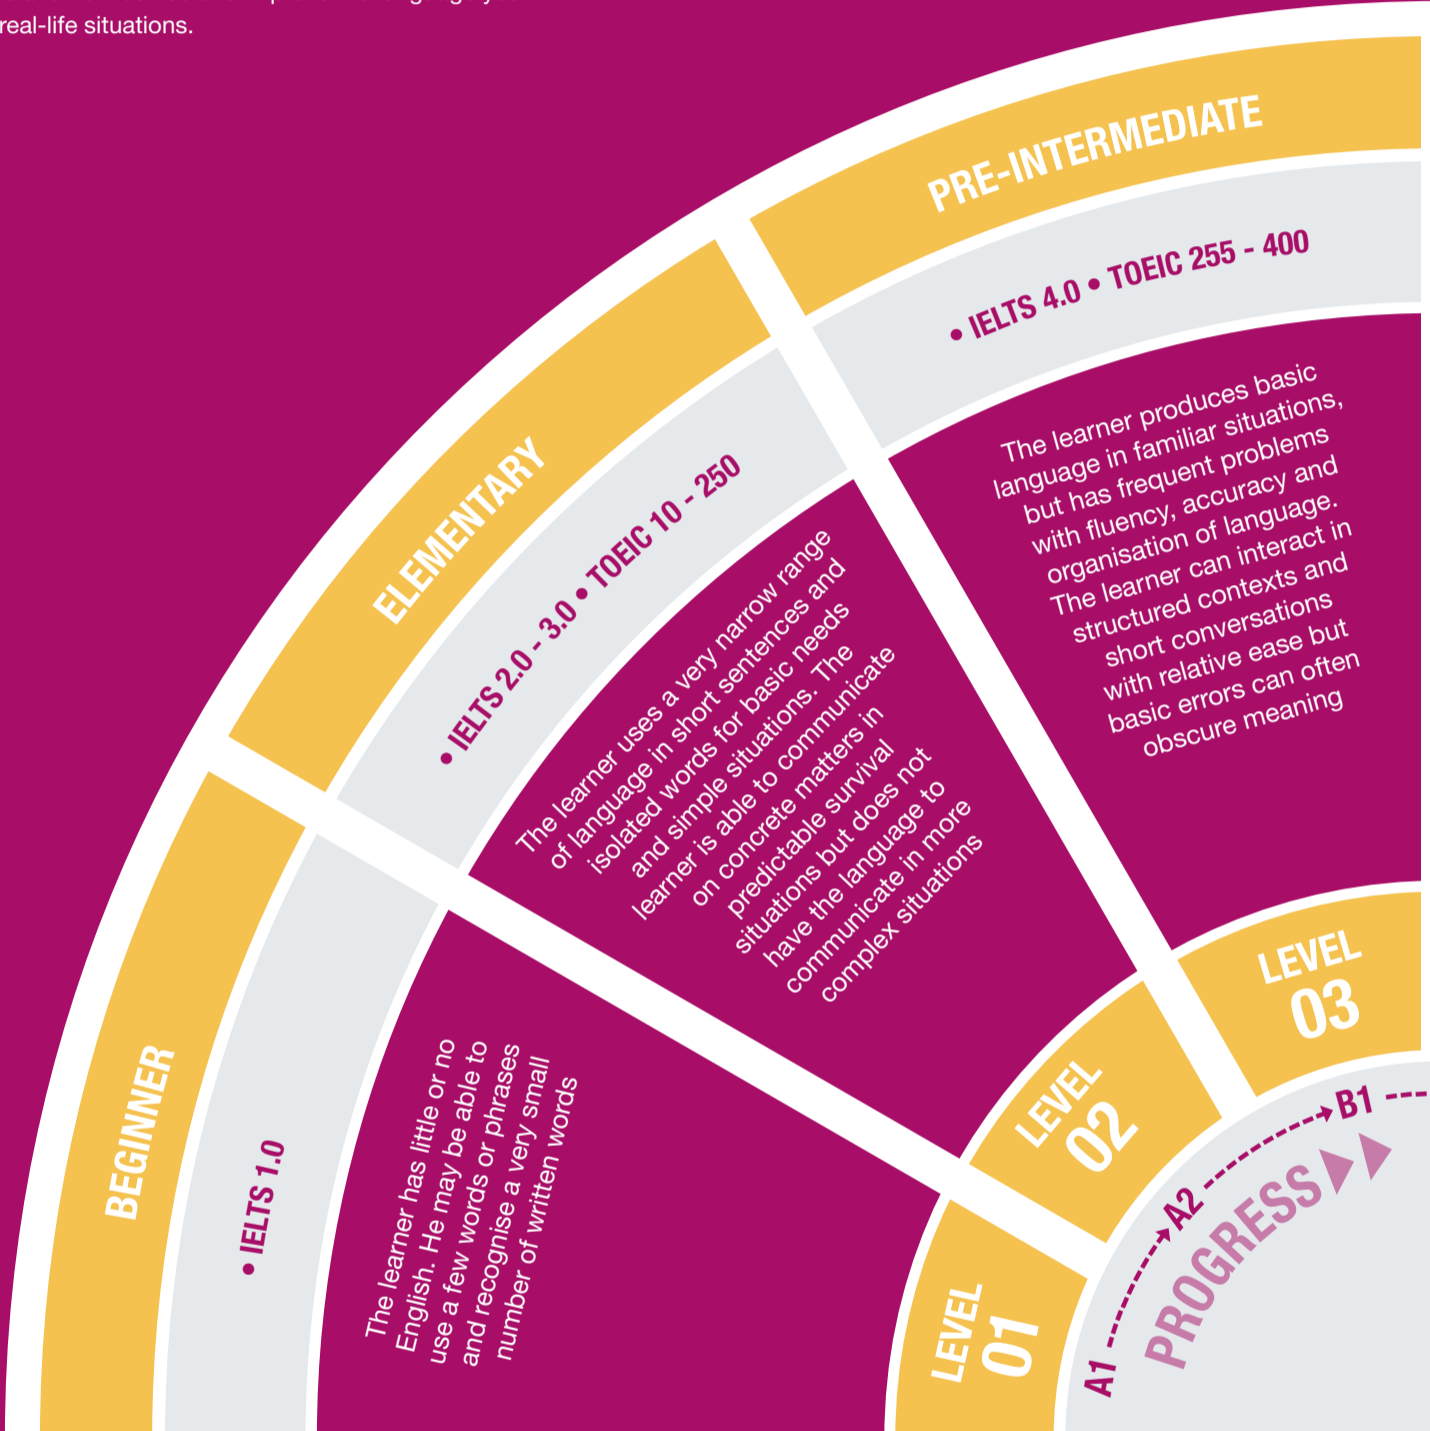 real-life situations.
BEGINNER
• IELTS 1.0
The learner has little or no
English. He may be able to
use a few words or phrases
and recognise a very small
number of written words
LEVEL
01
ELEMENTARY
• IELTS 2.0 - 3.0 • TOEIC 10 - 250
The learner uses a very narrow range
of language in short sentences and
isolated words for basic needs
and simple situations. The
learner is able to communicate
on concrete matters in
predictable survival
situations but does not
have the language to
communicate in more
complex situations
LEVEL
02
PRE-INTERMEDIATE
• IELTS 4.0 • TOEIC 255 - 400
The learner produces basic
language in familiar situations,
but has frequent problems
with fluency, accuracy and
organisation of language.
The learner can interact in
structured contexts and
short conversations
with relative ease but
basic errors can often
obscure meaning
LEVEL
03
A1
A2
B1
PROGRESS